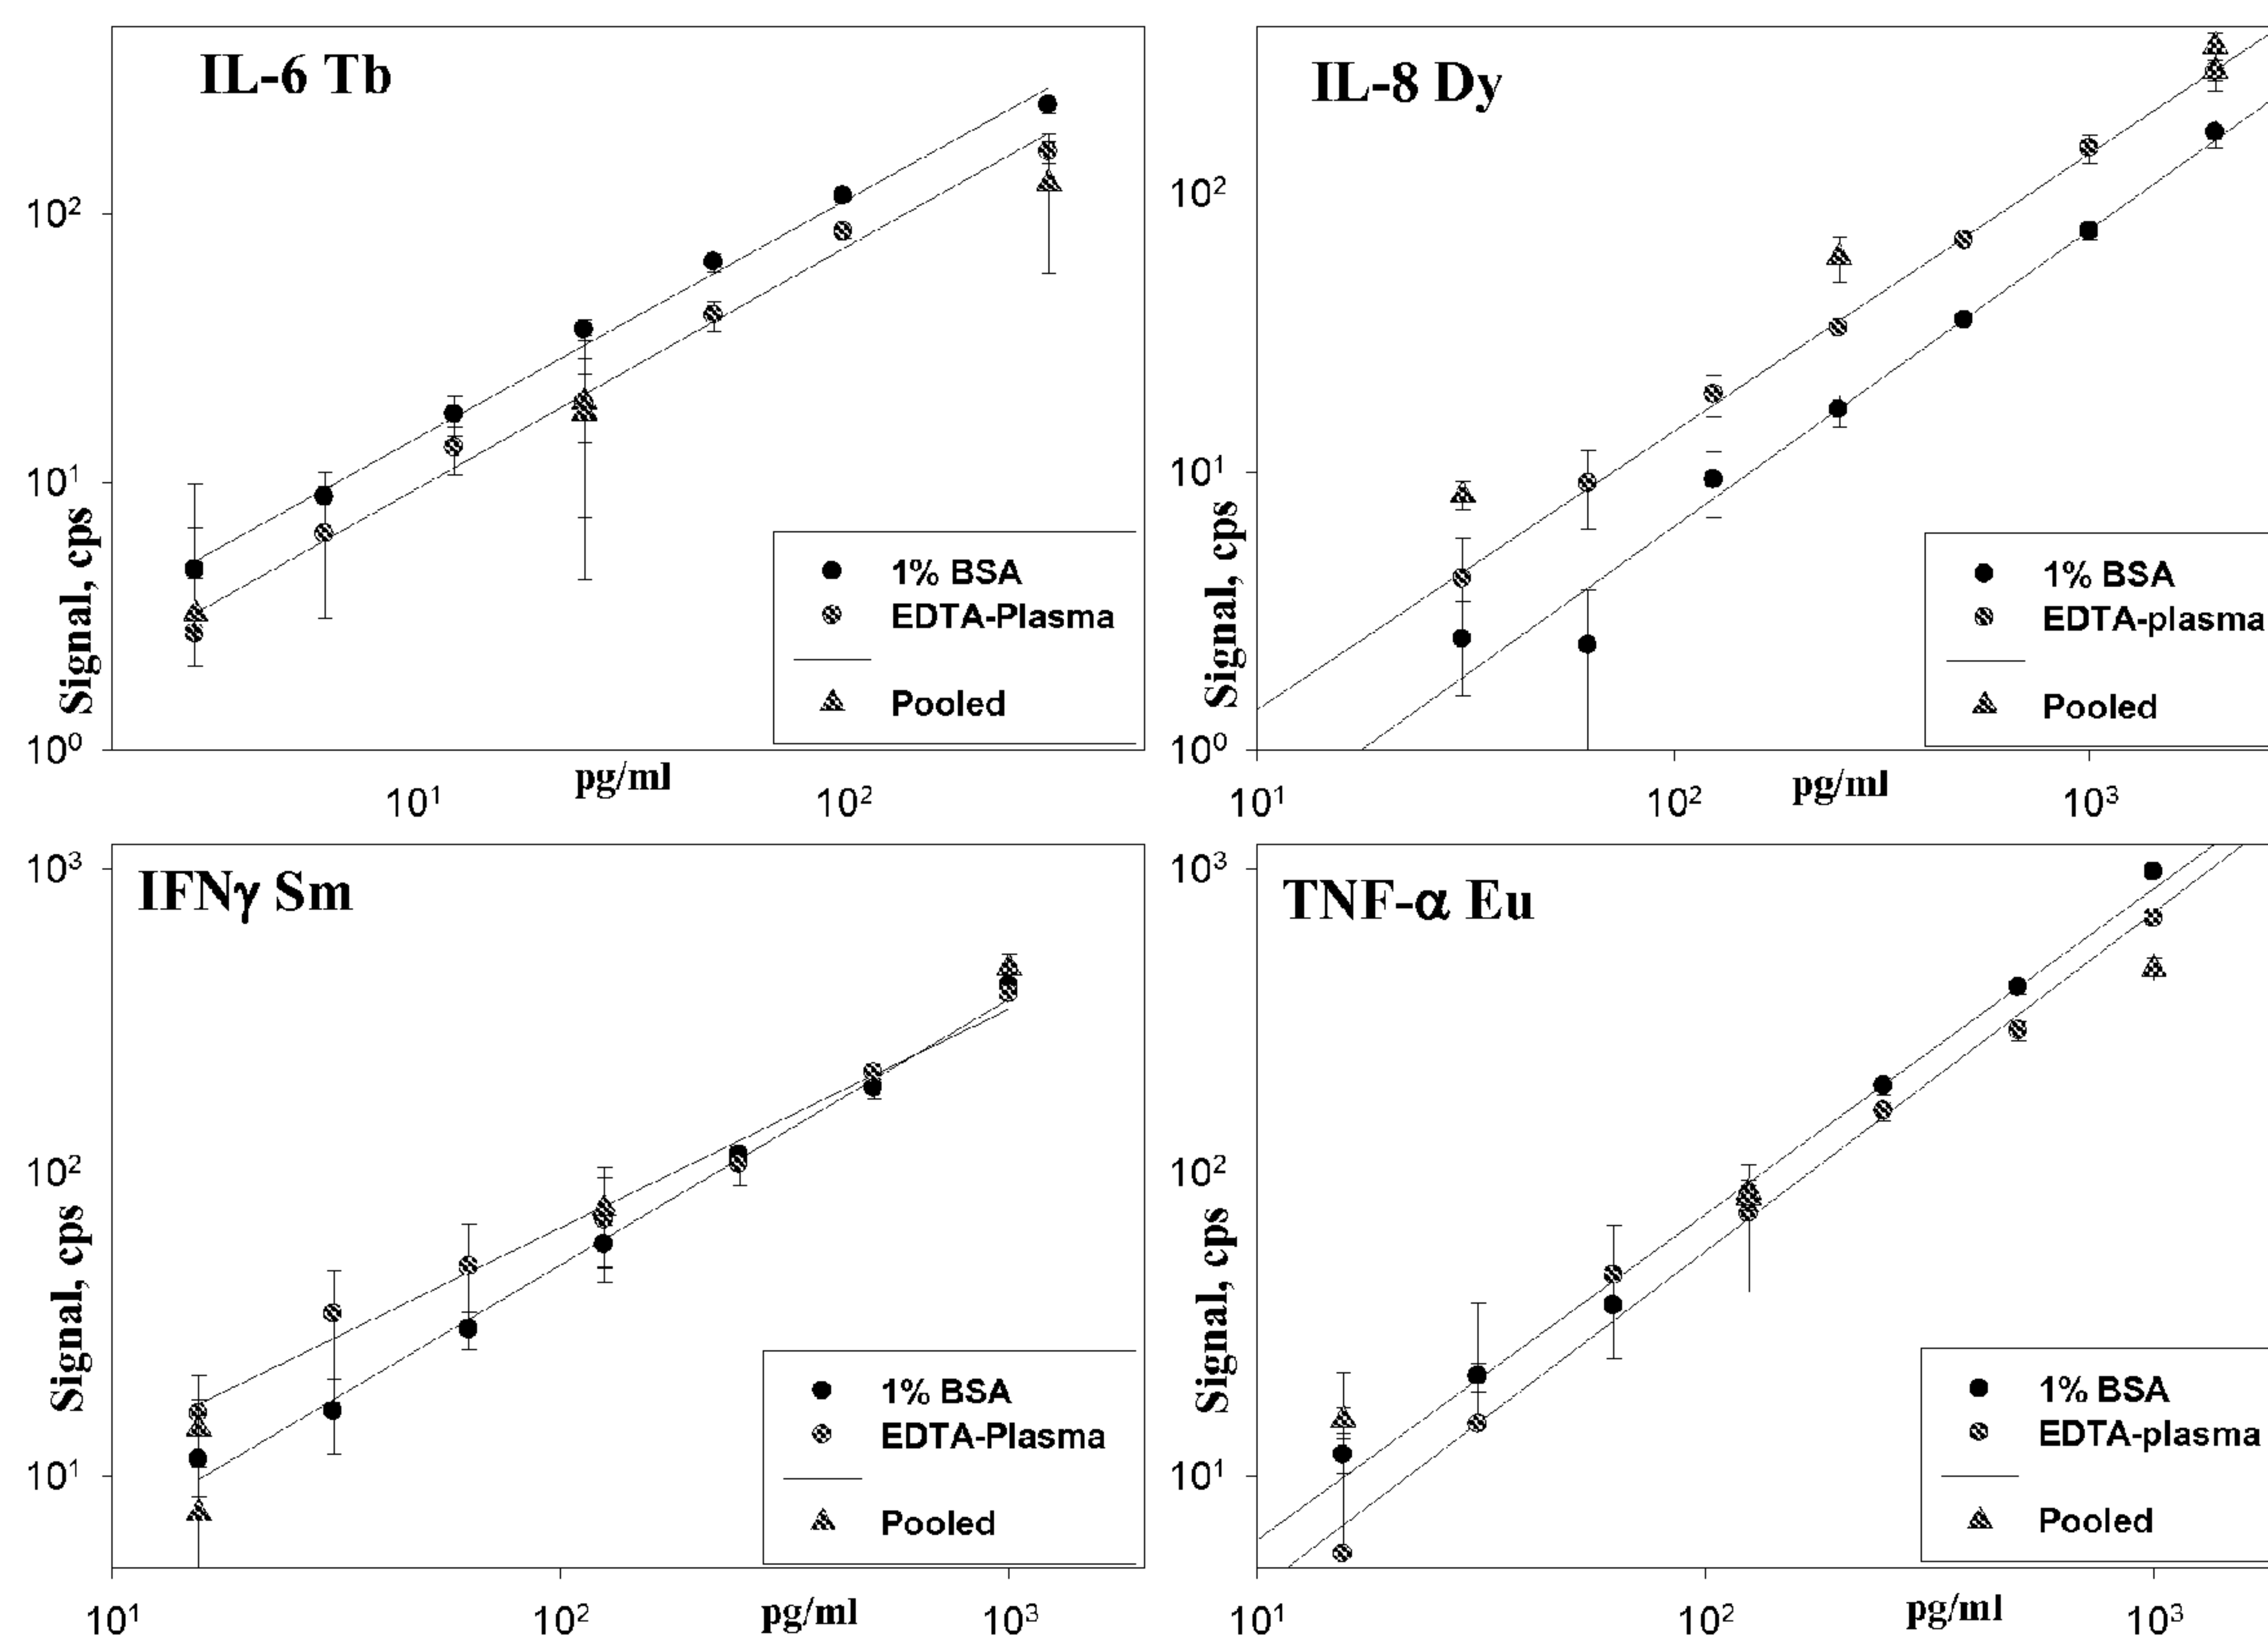 IL-6 Tb
10²
10¹
10⁰
Signal, cps
1% BSA
EDTA-Plasma
Pooled
10¹
pg/ml
10²
IL-8 Dy
10²
10¹
10⁰
Signal, cps
1% BSA
EDTA-plasma
Pooled
10¹
10²
pg/ml
10³
IFNγ Sm
10³
10²
10¹
Signal, cps
1% BSA
EDTA-Plasma
Pooled
10¹
10²
pg/ml
10³
TNF-α Eu
10³
10²
10¹
Signal, cps
1% BSA
EDTA-plasma
Pooled
10¹
10²
pg/ml
10³